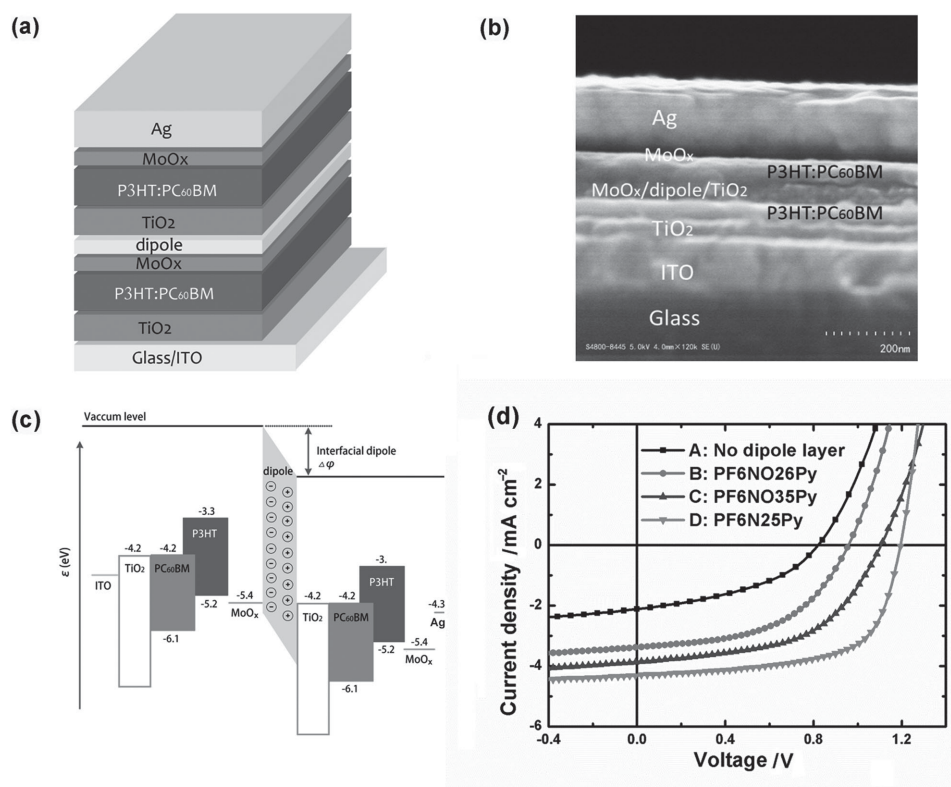 (a)
Ag
MoOx
P3HT:PC60BM
TiO2
dipole
MoOx
P3HT:PC60BM
TiO2
Glass/ITO
(b)
Ag
MoOx
P3HT:PC60BM
MoOx/dipole/TiO2
P3HT:PC60BM
TiO2
ITO
Glass
S4800-B445 5.0kV 4.0mm×120k SE(U)
200nm
(c)
Vaccum level
Interfacial dipole
△φ
dipole
ε (eV)
-3.3
P3HT
-4.2 -4.2
ITO
TiO2 PC60BM
-5.2
-5.4
MoOx
-6.1
-3.
P3HT
-4.2 -4.2
TiO2 PC60BM
-4.3
Ag
-5.2
-5.4
MoOx
-6.1
(d)
Current density /mA cm-2
4
2
0
-2
-4
-6
A: No dipole layer
B: PF6NO26Py
C: PF6NO35Py
D: PF6N25Py
-0.4 0.0 0.4 0.8 1.2
Voltage /V